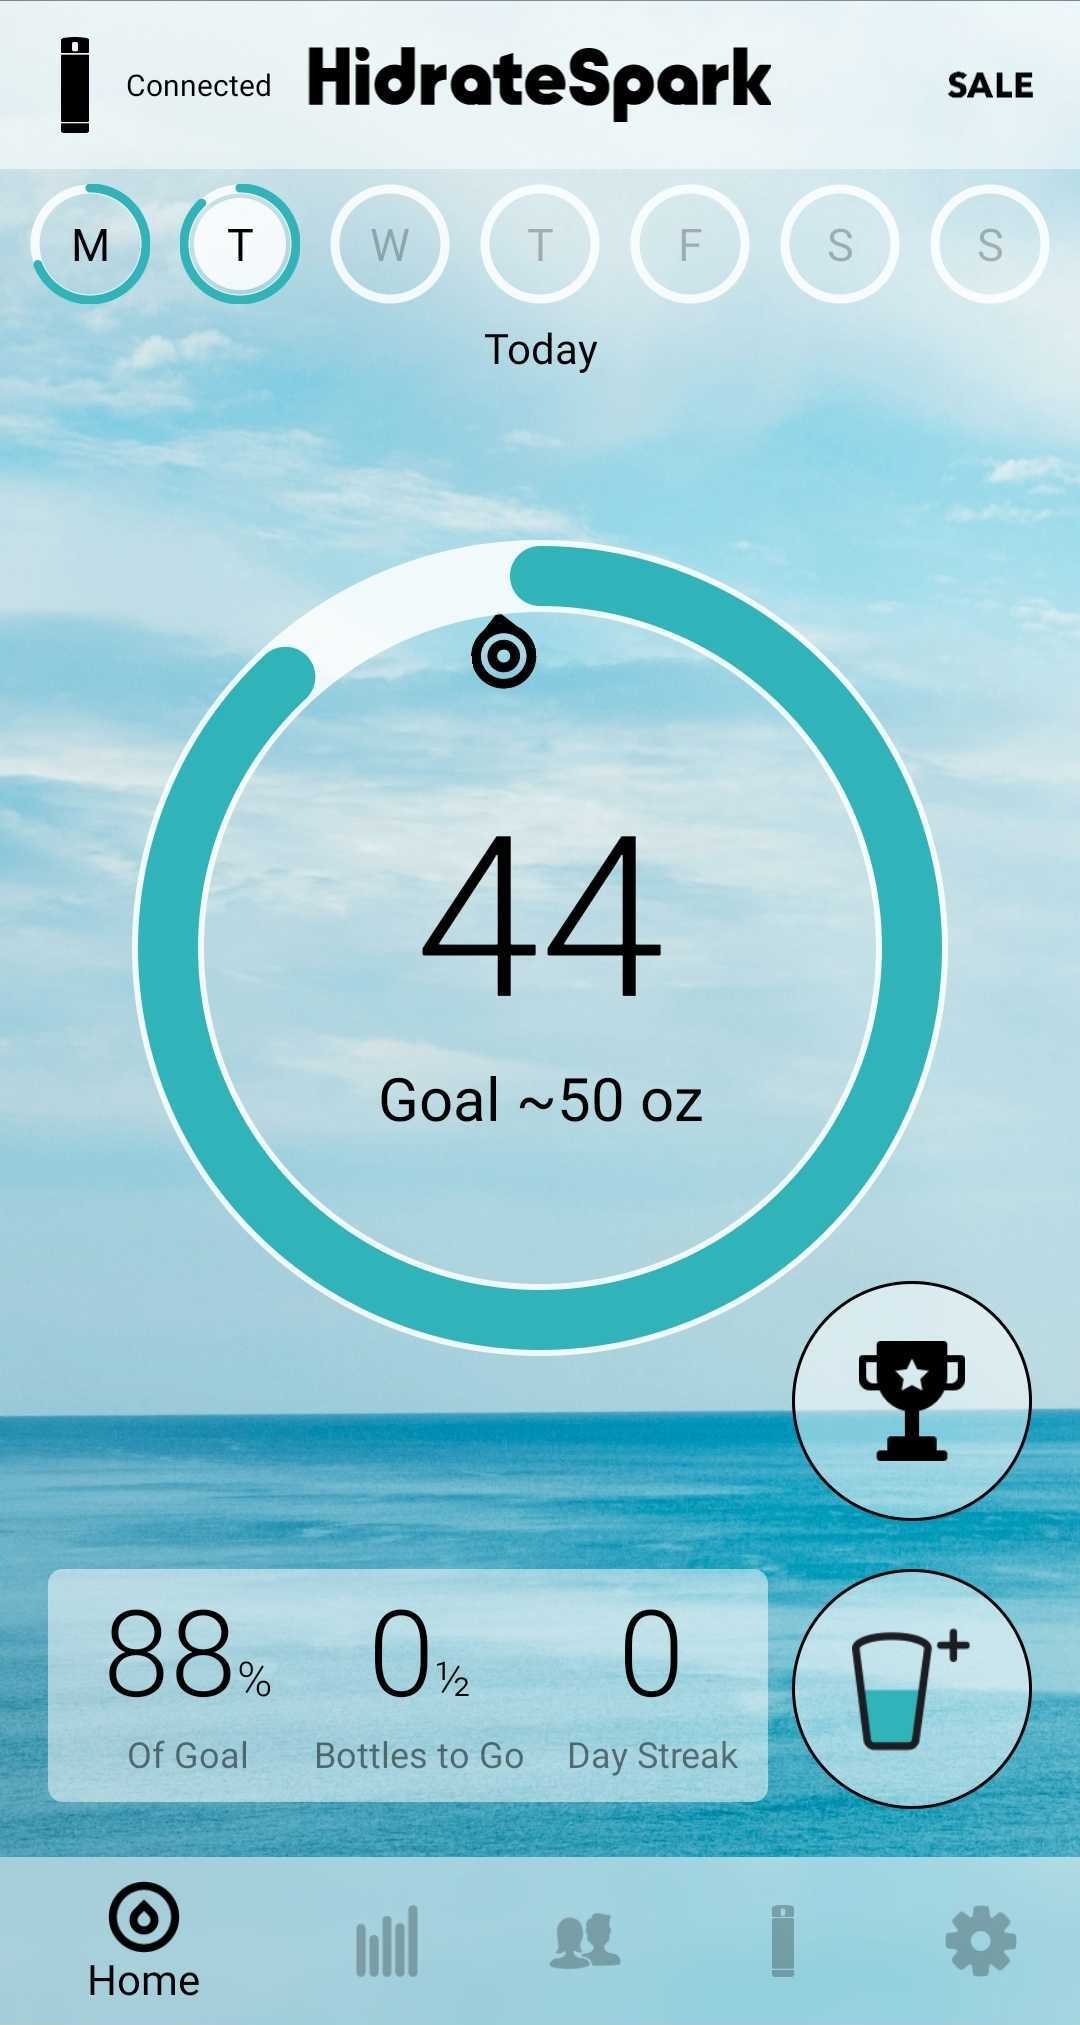 Connected HidrateSpark SALE
M T W T F S S
Today
44
Goal ~50 oz
88% 0½ 0
Of Goal Bottles to Go Day Streak
Home